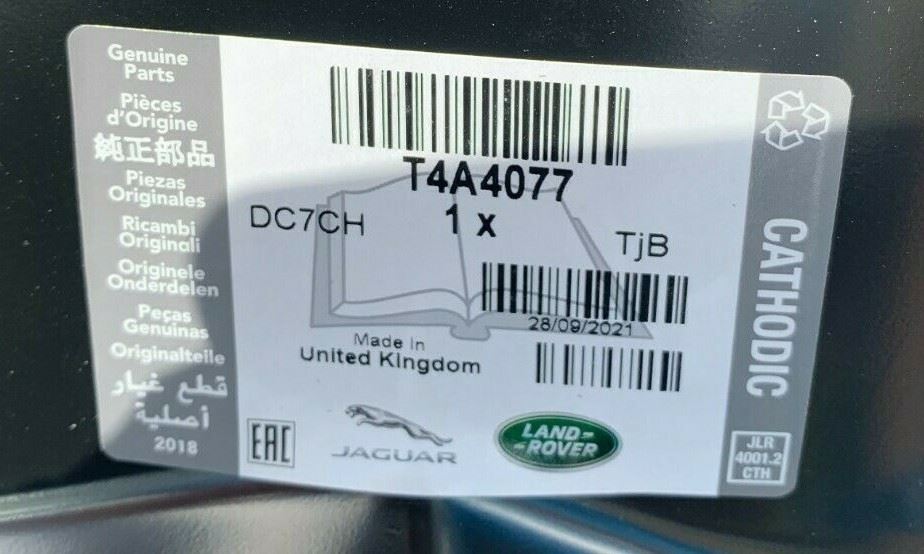 Genuine
Parts
Pièces
d'Origine
純正部品
Piezas
Originales
Ricambi
Originali
Originele
Onderdelen
Peças
Genuínas
Originalteile
قطع غيار
أصلية
2018
T4A4077
DC7CH
1 x
TjB
28/09/2021
Made In
United Kingdom
EAC
JAGUAR
LAND-
-ROVER
CATHODIC
JLR
4001.2
CTH